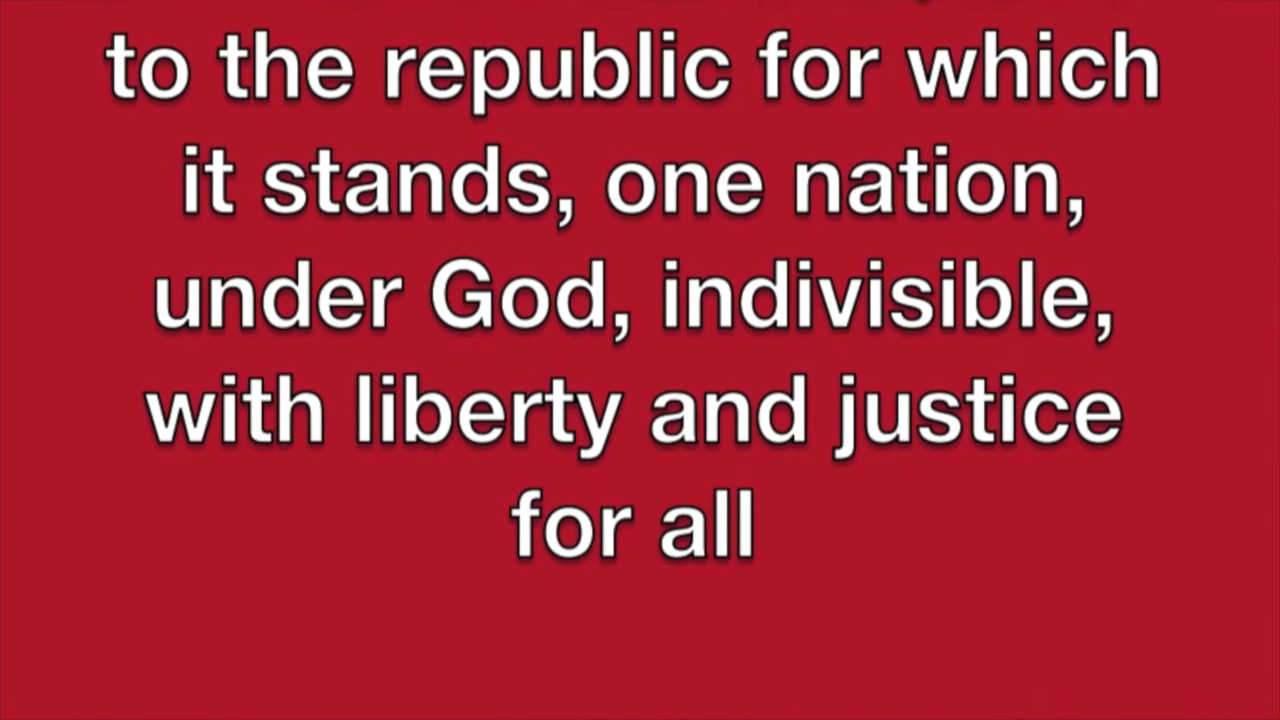 to the republic for which
it stands, one nation,
under God, indivisible,
with liberty and justice
for all